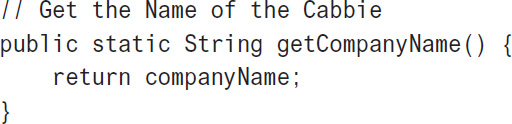 // Get the Name of the Cabbie
public static String getCompanyName() {
    return companyName;
}